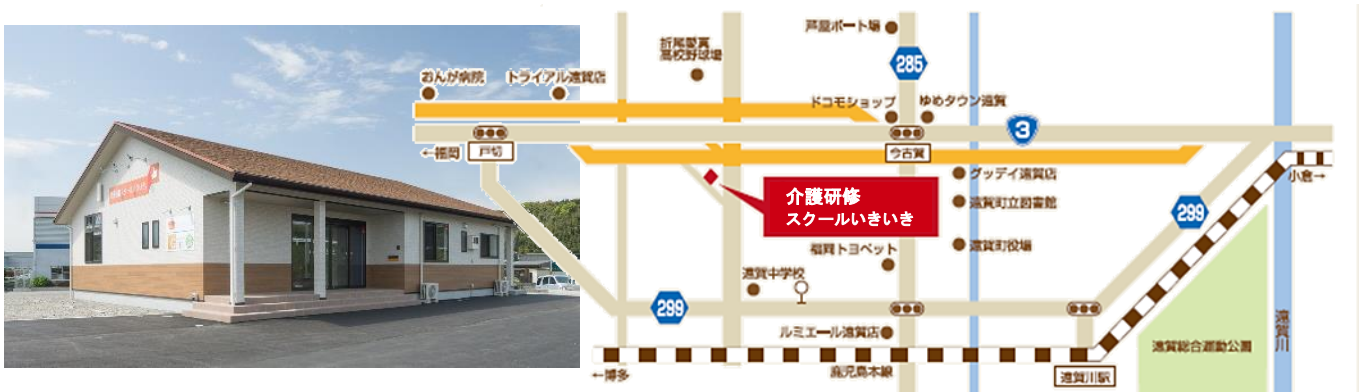 芦屋ボート場
折尾愛真
高校野球場
285
おんが病院
トライアル遠賀店
ドコモショップ
ゆめタウン遠賀
3
←福岡
戸切
今古賀
グッデイ遠賀店
小倉→
介護研修
スクールいきいき
遠賀町立図書館
299
福岡トヨペット
遠賀町役場
遠賀中学校
299
ルミエール遠賀店
遠賀川
遠賀総合運動公園
←博多
鹿児島本線
遠賀川駅